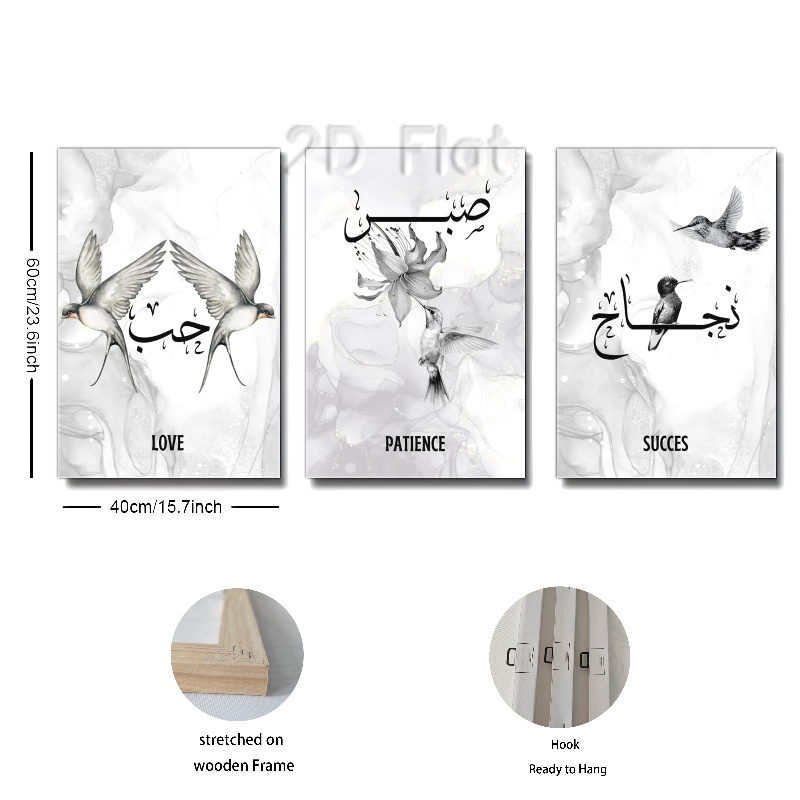 2D Flat
صبر
حب
نجاح
LOVE
PATIENCE
SUCCES
60cm/23.6inch
40cm/15.7inch
stretched on
wooden Frame
Hook
Ready to Hang